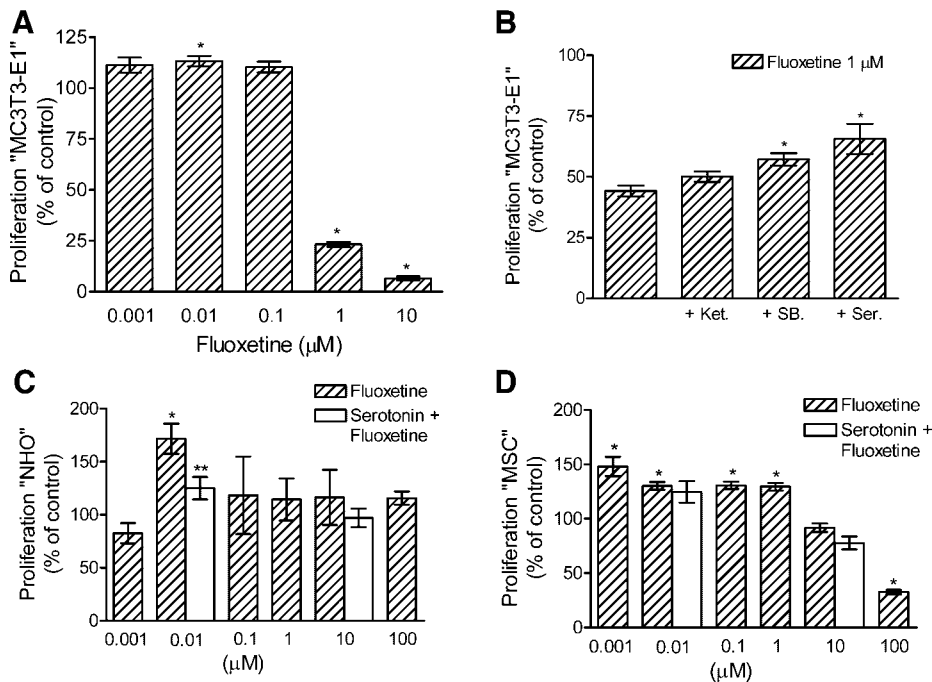 A
Proliferation "MC3T3-E1"
(% of control)
125
100
75
50
25
0
*
*
*
0.001 0.01 0.1 1 10
Fluoxetine (μM)
B
Proliferation "MC3T3-E1"
(% of control)
100
75
50
25
0
Fluoxetine 1 μM
*
*
+ Ket. + SB. + Ser.
C
Proliferation "NHO"
(% of control)
200
150
100
50
0
Fluoxetine
Serotonin +
Fluoxetine
*
**
0.001 0.01 0.1 1 10 100
(μM)
D
Proliferation "MSC"
(% of control)
200
150
100
50
0
Fluoxetine
Serotonin +
Fluoxetine
*
*
*
*
*
0.001 0.01 0.1 1 10 100
(μM)